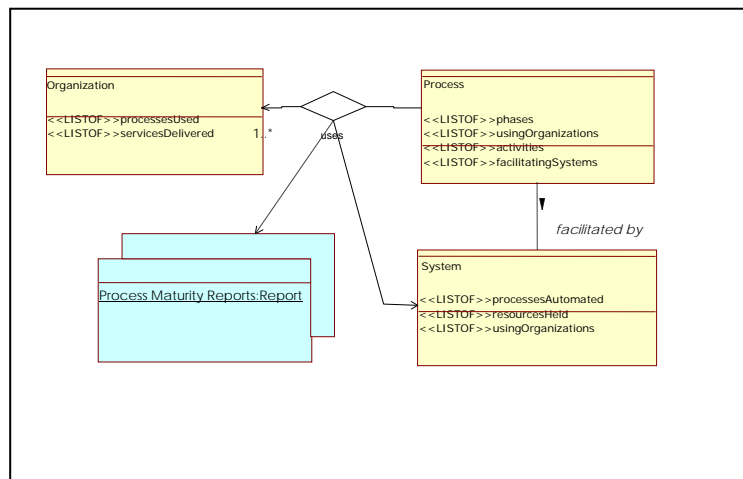 Organization
<<LISTOF>>processesUsed
<<LISTOF>>servicesDelivered
1..*
uses
Process
<<LISTOF>>phases
<<LISTOF>>usingOrganizations
<<LISTOF>>activities
<<LISTOF>>facilitatingSystems
facilitated by
Process Maturity Reports:Report
System
<<LISTOF>>processesAutomated
<<LISTOF>>resourcesHeld
<<LISTOF>>usingOrganizations